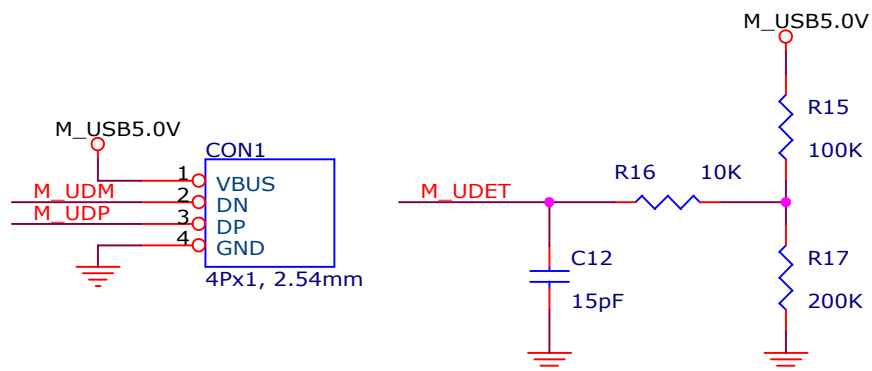 M_USB5.0V
CON1
1
VBUS
M_UDM
2
DN
M_UDP
3
DP
4
GND
4Px1, 2.54mm
M_USB5.0V
R15
100K
R16
10K
M_UDET
C12
15pF
R17
200K